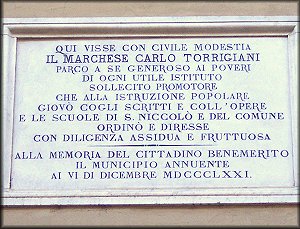 QUI VISSE CON CIVILE MODESTIA
IL MARCHESE CARLO TORRIGIANI
PARCO A SE GENEROSO AI POVERI
DI OGNI UTILE ISTITUTO
SOLLECITO PROMOTORE
CHE ALLA ISTRUZIONE POPOLARE
GIOVÒ COGLI SCRITTI E COLL'OPERE
E LE SCUOLE DI S. NICCOLÒ E DEL COMUNE
ORDINÒ E DIRESSE
CON DILIGENZA ASSIDUA E FRUTTUOSA
ALLA MEMORIA DEL CITTADINO BENEMERITO
IL MUNICIPIO ANNUENTE
AI VI DI DICEMBRE MDCCCLXXI.